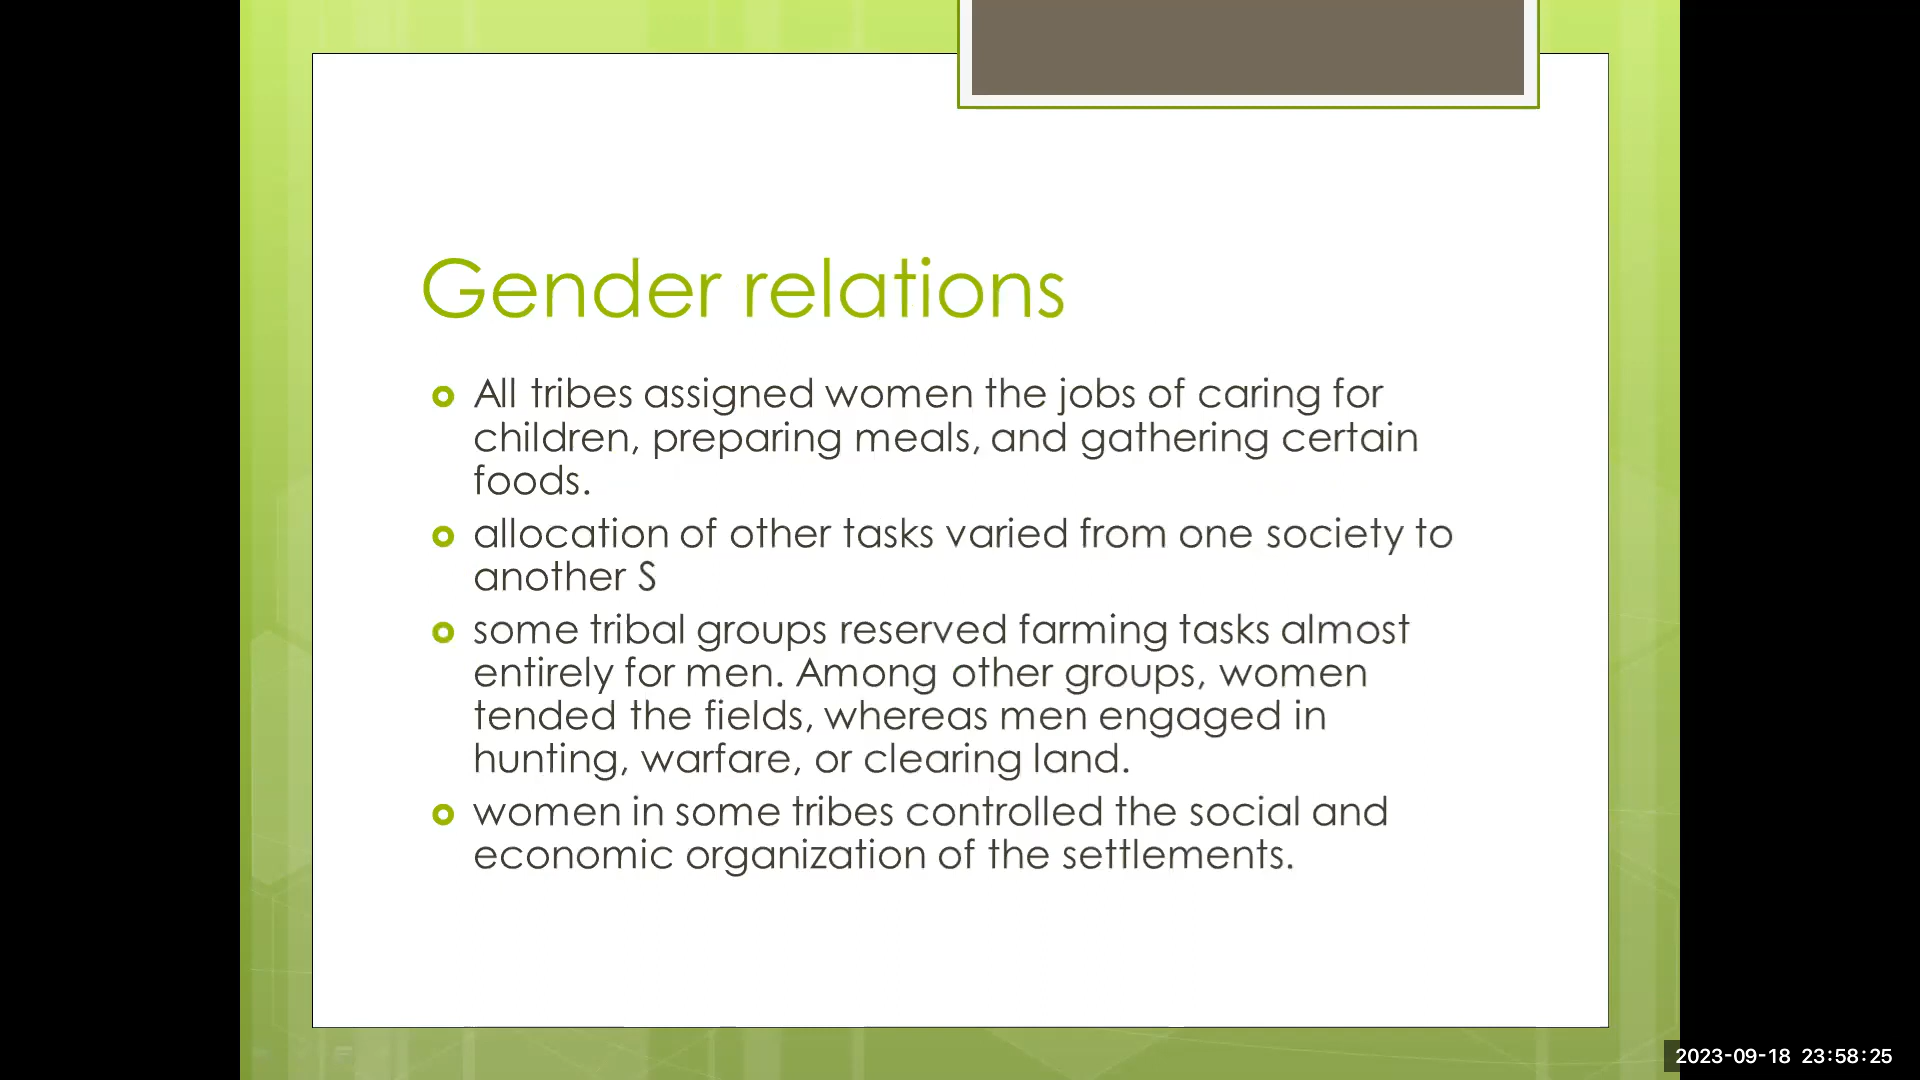 Gender relations
All tribes assigned women the jobs of caring for
children, preparing meals, and gathering certain
foods.
allocation of other tasks varied from one society to
another S
some tribal groups reserved farming tasks almost
entirely for men. Among other groups, women
tended the fields, whereas men engaged in
hunting, warfare, or clearing land.
women in some tribes controlled the social and
economic organization of the settlements.
2023-09-18 23:58:25